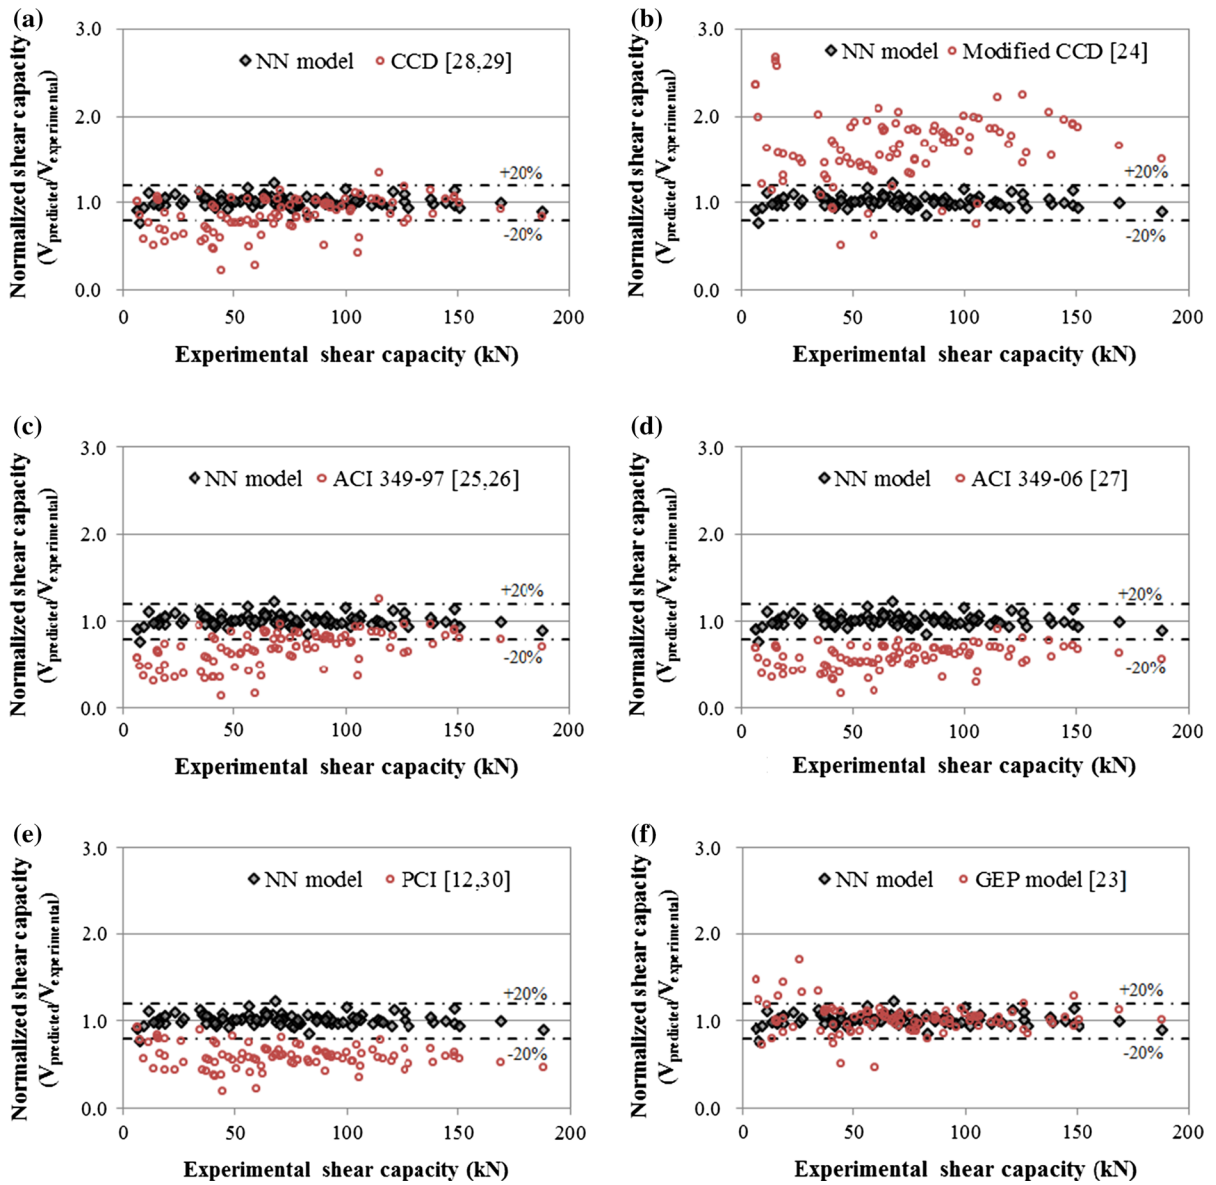 (a)
Normalized shear capacity
(Vpredicted/Vexperimental)
3.0
2.0
1.0
0.0
NN model
CCD [28,29]
+20%
-20%
0
50
100
150
200
Experimental shear capacity (kN)
(b)
Normalized shear capacity
(Vpredicted/Vexperimental)
3.0
2.0
1.0
0.0
NN model
Modified CCD [24]
+20%
-20%
0
50
100
150
200
Experimental shear capacity (kN)
(c)
Normalized shear capacity
(Vpredicted/Vexperimental)
3.0
2.0
1.0
0.0
NN model
ACI 349-97 [25,26]
+20%
-20%
0
50
100
150
200
Experimental shear capacity (kN)
(d)
Normalized shear capacity
(Vpredicted/Vexperimental)
3.0
2.0
1.0
0.0
NN model
ACI 349-06 [27]
+20%
-20%
0
50
100
150
200
Experimental shear capacity (kN)
(e)
Normalized shear capacity
(Vpredicted/Vexperimental)
3.0
2.0
1.0
0.0
NN model
PCI [12,30]
+20%
-20%
0
50
100
150
200
Experimental shear capacity (kN)
(f)
Normalized shear capacity
(Vpredicted/Vexperimental)
3.0
2.0
1.0
0.0
NN model
GEP model [23]
+20%
-20%
0
50
100
150
200
Experimental shear capacity (kN)